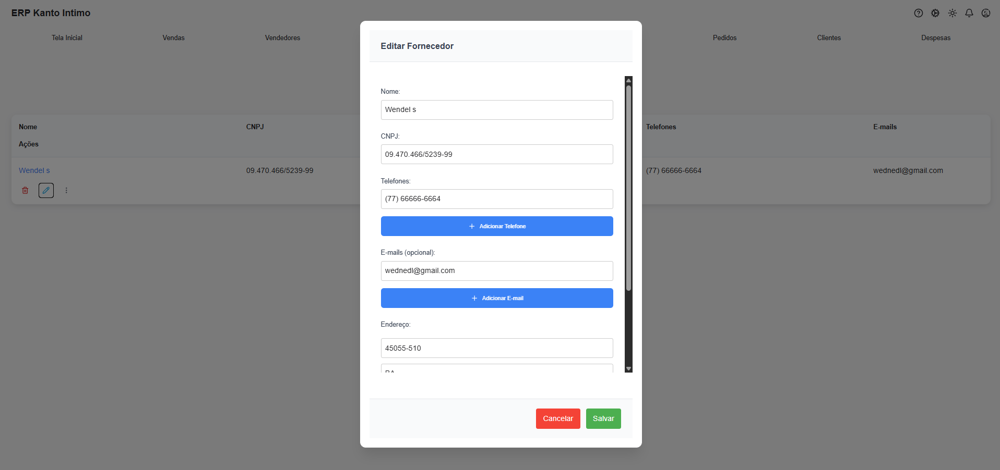 ERP Kanto Intimo
Tela Inicial Vendas Vendedores Pedidos Clientes Despesas
Editar Fornecedor
Nome:
Wendel s
CNPJ:
09.470.466/5239-99
Telefones:
(77) 66666-6664
+ Adicionar Telefone
E-mails (opcional):
wednedl@gmail.com
+ Adicionar E-mail
Endereço:
45055-510
BA
Cancelar Salvar
Nome CNPJ Telefones E-mails
Ações
Wendel s 09.470.466/5239-99 (77) 66666-6664 wednedl@gmail.com